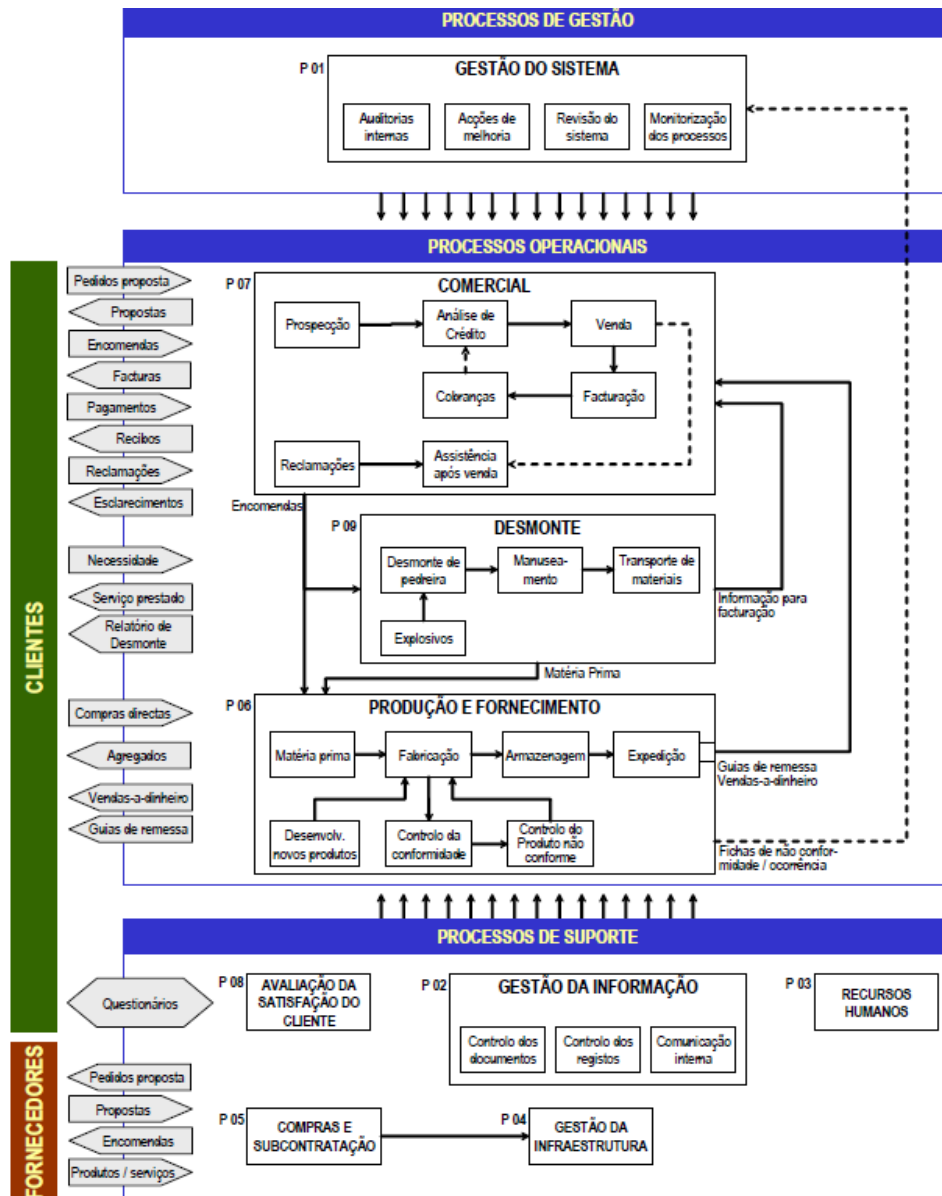 PROCESSOS DE GESTÃO
P 01
GESTÃO DO SISTEMA
Auditorias
internas
Acções de
melhoria
Revisão do
sistema
Monitorização
dos processos
PROCESSOS OPERACIONAIS
CLIENTES
Pedidos proposta
Propostas
Encomendas
Facturas
Pagamentos
Recibos
Reclamações
Esclarecimentos
Necessidade
Serviço prestado
Relatório de
Desmonte
Compras directas
Agregados
Vendas-a-dinheiro
Guias de remessa
P 07
COMERCIAL
Prospecção
Análise de
Crédito
Venda
Cobranças
Facturação
Reclamações
Assistência
após venda
Encomendas
P 09
DESMONTE
Desmonte de
pedreira
Manusea-
mento
Transporte de
materiais
Explosivos
Informação para
facturação
Matéria Prima
P 06
PRODUÇÃO E FORNECIMENTO
Matéria prima
Fabricação
Armazenagem
Expedição
Guias de remessa
Vendas-a-dinheiro
Desenvolv.
novos produtos
Controlo da
conformidade
Controlo do
Produto não
conforme
Fichas de não confor-
midade / ocorrência
PROCESSOS DE SUPORTE
Questionários
P 08
AVALIAÇÃO DA
SATISFAÇÃO DO
CLIENTE
P 02
GESTÃO DA INFORMAÇÃO
Controlo dos
documentos
Controlo dos
registos
Comunicação
interna
P 03
RECURSOS
HUMANOS
FORNECEDORES
Pedidos proposta
Propostas
Encomendas
Produtos / serviços
P 05
COMPRAS E
SUBCONTRATAÇÃO
P 04
GESTÃO DA
INFRAESTRUTURA